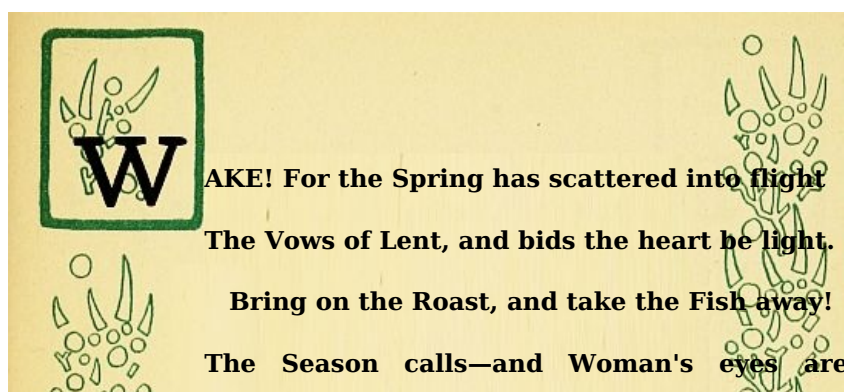 WAKE! For the Spring has scattered into flight
The Vows of Lent, and bids the heart be light.
Bring on the Roast, and take the Fish away!
The Season calls—and Woman's eyes are